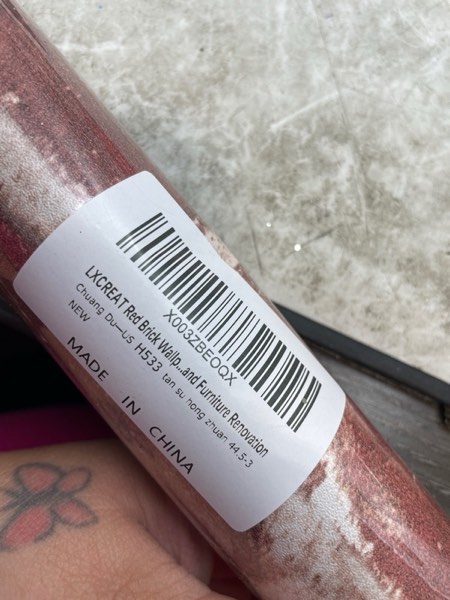 X003ZBEOQX
LXCREAT Red Brick Wallp...and Furniture Renovation
Chuang Du—US H533 tan su hong zhuan 44.5-3
NEW
MADE IN CHINA